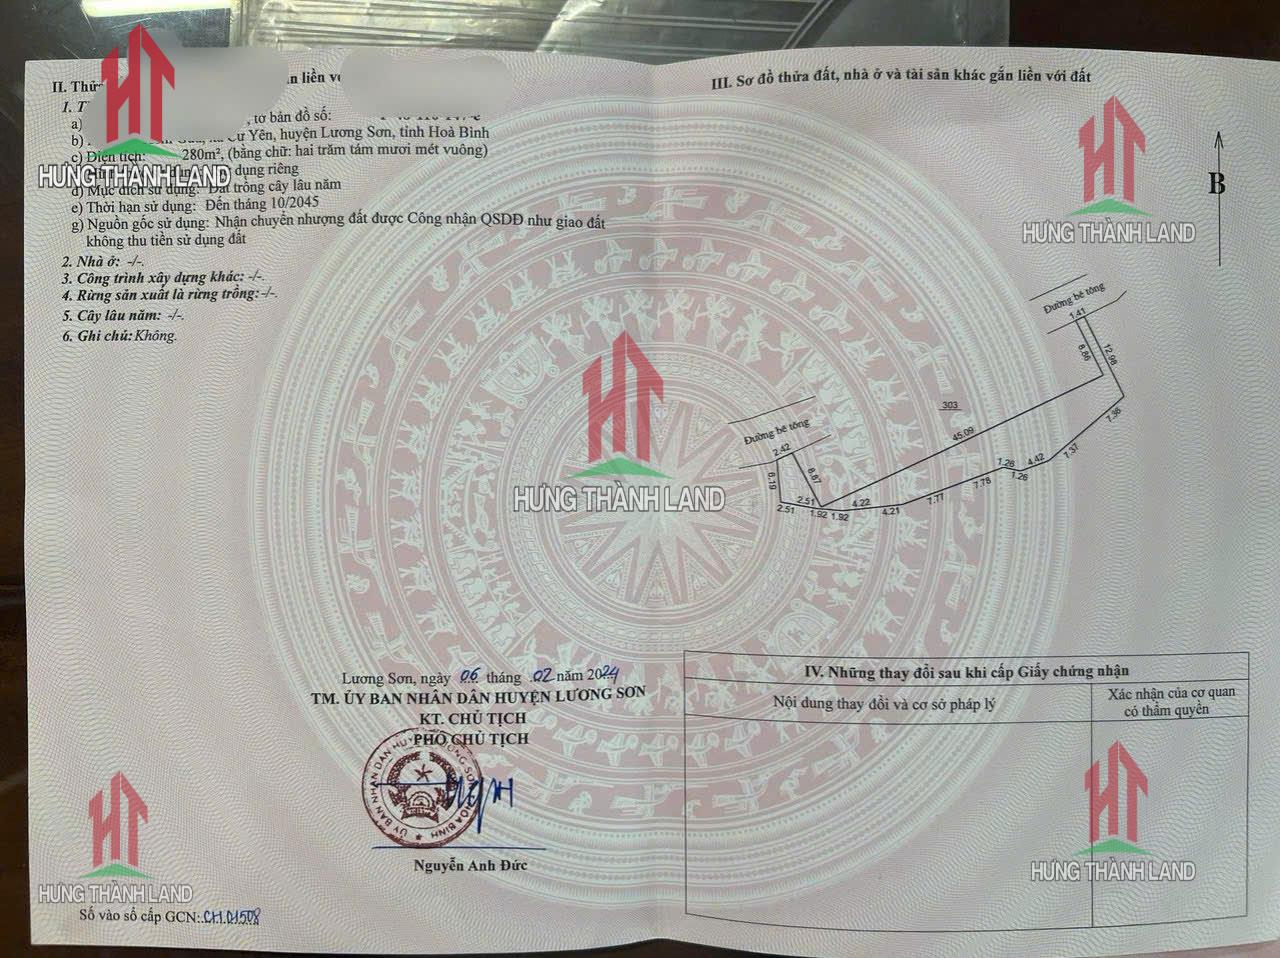 II. Thử
ắn liền vớ
1. T
a) , tơ bản đồ số:
b) Cư Yên, huyện Lương Sơn, tỉnh Hoà Bình
c) Diện tích: 280m², (bằng chữ: hai trăm tám mươi mét vuông)
dụng riêng
d) Mục đích sử dụng: Đất trồng cây lâu năm
e) Thời hạn sử dụng: Đến tháng 10/2045
g) Nguồn gốc sử dụng: Nhận chuyển nhượng đất được Công nhận QSDĐ như giao đất
không thu tiền sử dụng đất
2. Nhà ở: -/-.
3. Công trình xây dựng khác: -/-.
4. Rừng sản xuất là rừng trồng:-/-.
5. Cây lâu năm: -/-.
6. Ghi chú: Không.
Lương Sơn, ngày 06 tháng .02 năm 2024
TM. ỦY BAN NHÂN DÂN HUYỆN LƯƠNG SƠN
KT. CHỦ TỊCH
PHÓ CHỦ TỊCH
Nguyễn Anh Đức
Số vào sổ cấp GCN:.CH.01508
III. Sơ đồ thửa đất, nhà ở và tài sản khác gắn liền với đất
B
Đường bê tông
1.41
8.86
12.98
303
45.09
7.36
7.37
4.42
1.26
1.26
7.78
7.77
4.22
4.21
Đường bê tông
2.42
8.87
6.19
2.51
2.51
1.92
1.92
IV. Những thay đổi sau khi cấp Giấy chứng nhận
Nội dung thay đổi và cơ sở pháp lý
Xác nhận của cơ quan
có thẩm quyền
HƯNG THÀNH LAND
HƯNG THÀNH LAND
HƯNG THÀNH LAND
HƯNG THÀNH LAND
HƯNG THÀNH LAND